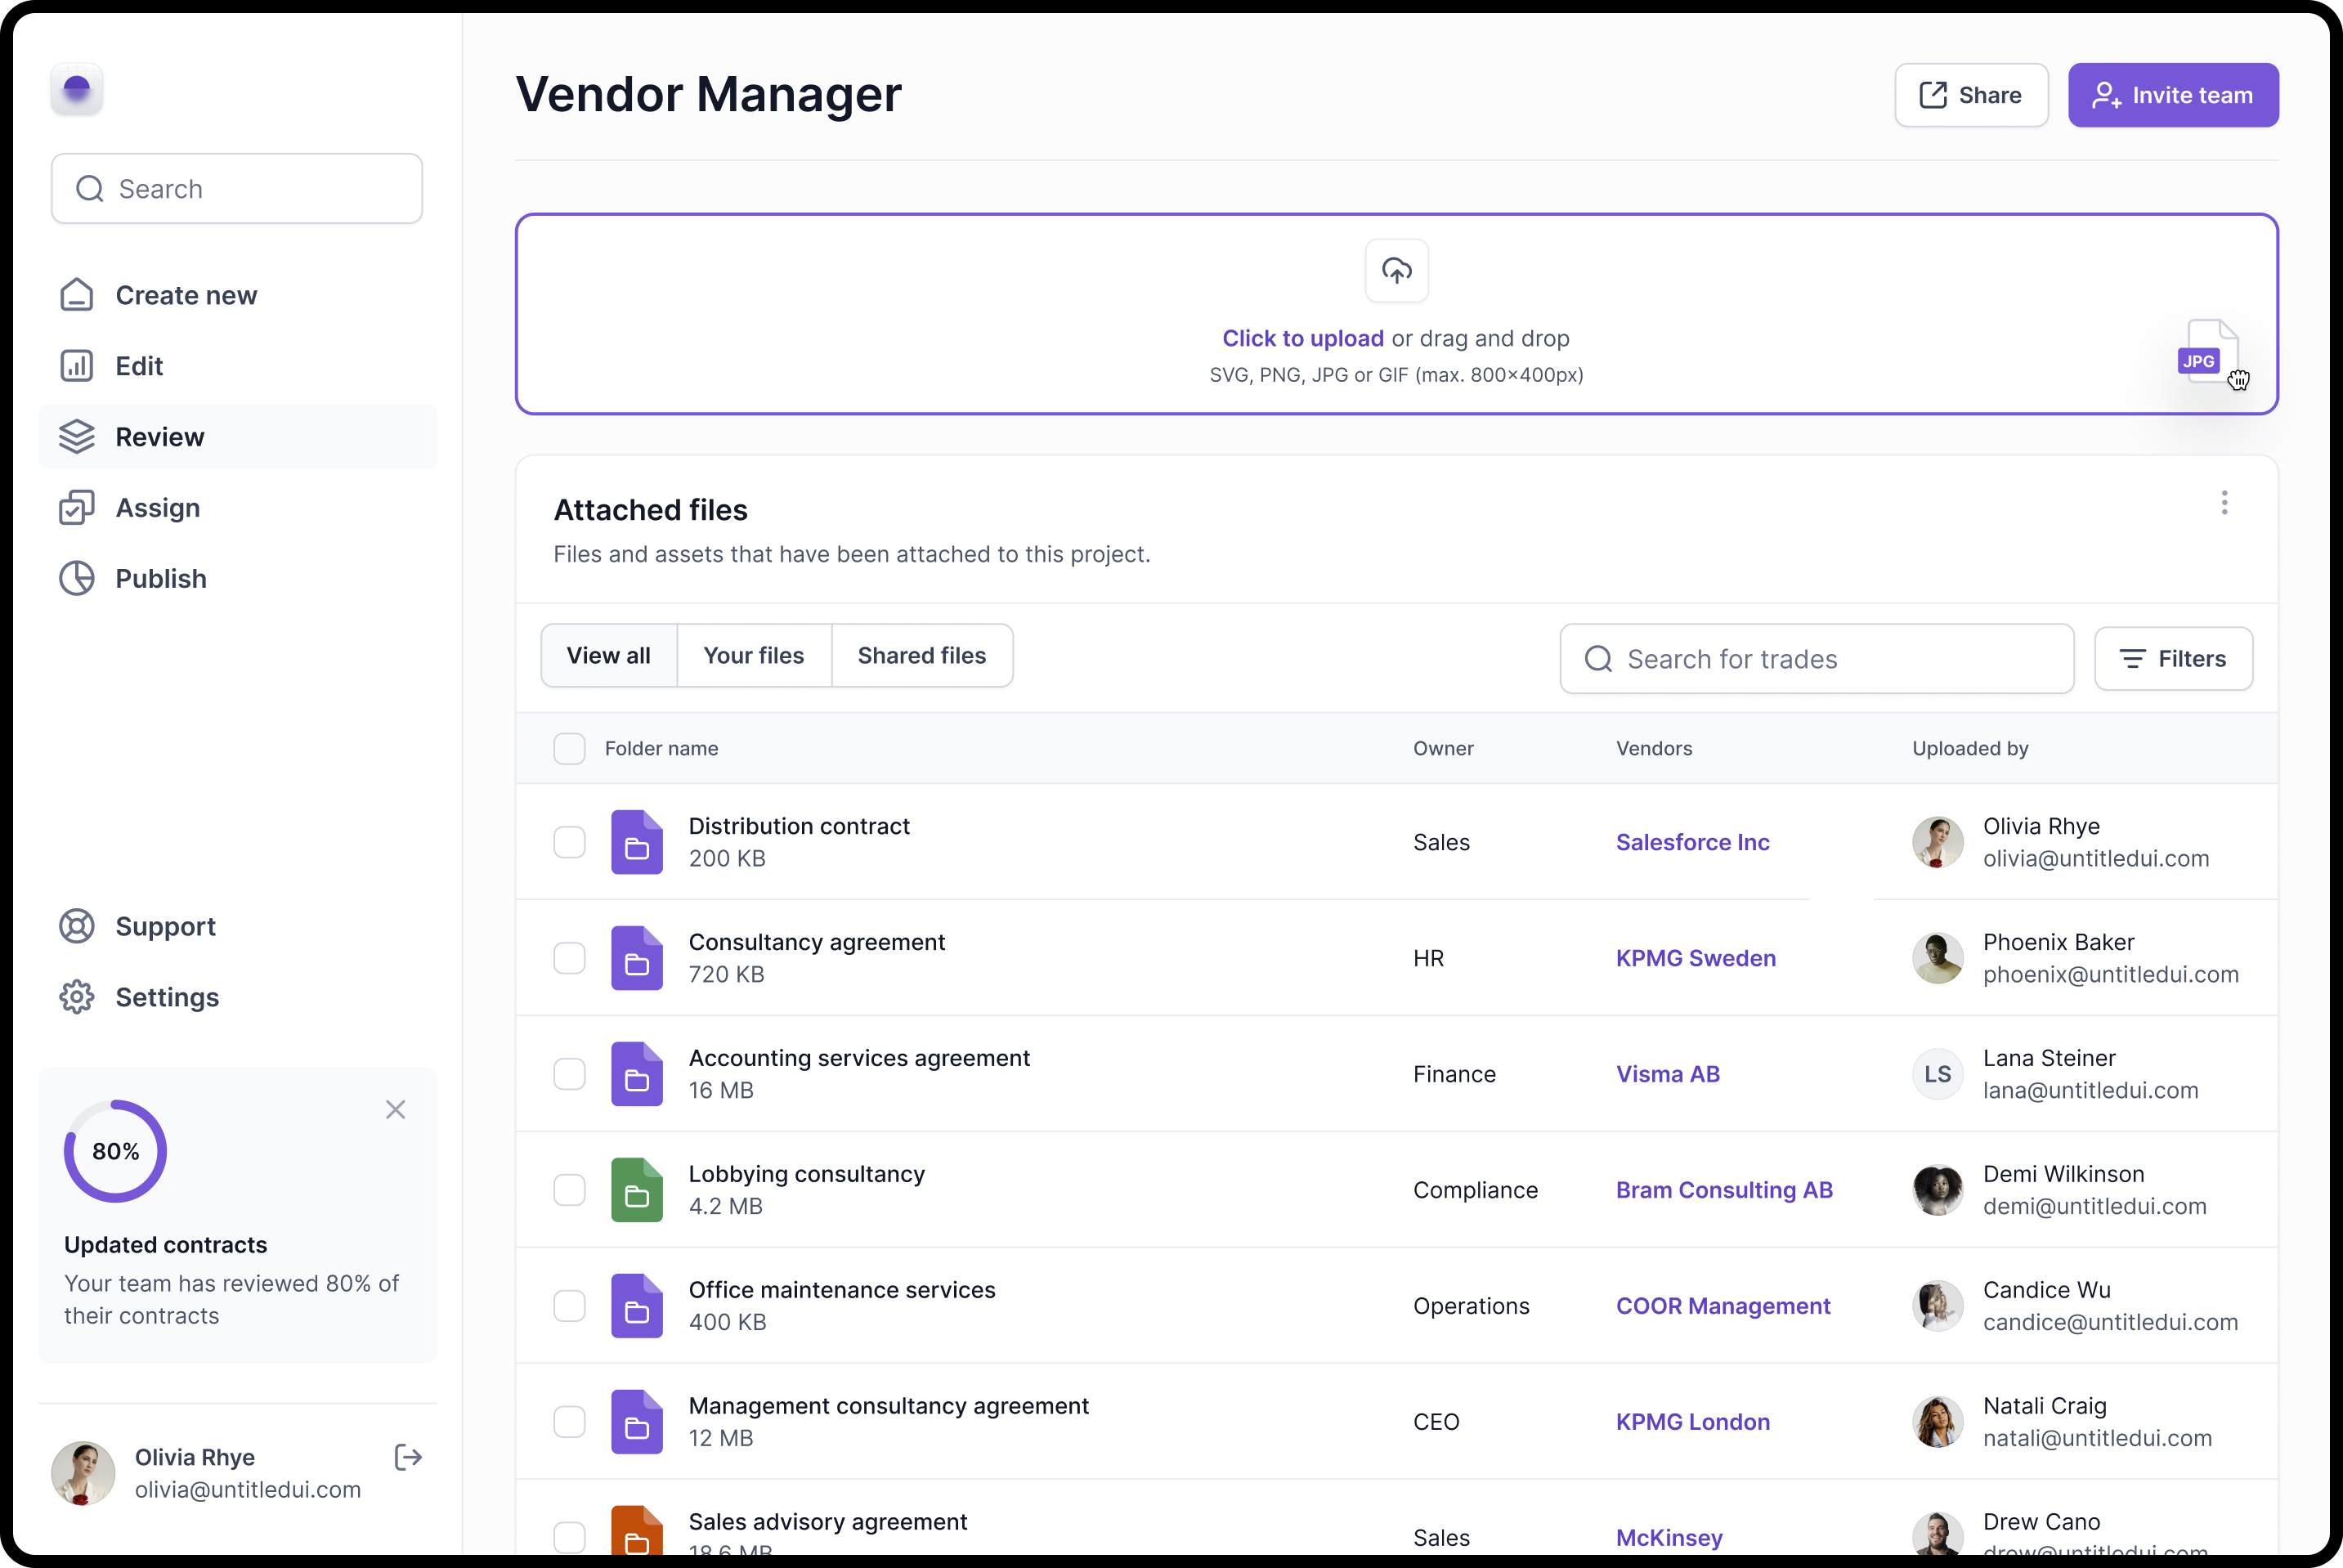 Vendor Manager
Share
Invite team
Search
Create new
Edit
Review
Assign
Publish
Support
Settings
80%
Updated contracts
Your team has reviewed 80% of
their contracts
Olivia Rhye
olivia@untitledui.com
Click to upload or drag and drop
SVG, PNG, JPG or GIF (max. 800×400px)
JPG
Attached files
Files and assets that have been attached to this project.
View all Your files Shared files
Search for trades
Filters
Folder name Owner Vendors Uploaded by
Distribution contract
200 KB
Sales
Salesforce Inc
Olivia Rhye
olivia@untitledui.com
Consultancy agreement
720 KB
HR
KPMG Sweden
Phoenix Baker
phoenix@untitledui.com
Accounting services agreement
16 MB
Finance
Visma AB
LS
Lana Steiner
lana@untitledui.com
Lobbying consultancy
4.2 MB
Compliance
Bram Consulting AB
Demi Wilkinson
demi@untitledui.com
Office maintenance services
400 KB
Operations
COOR Management
Candice Wu
candice@untitledui.com
Management consultancy agreement
12 MB
CEO
KPMG London
Natali Craig
natali@untitledui.com
Sales advisory agreement
18.6 MB
Sales
McKinsey
Drew Cano
drew@untitledui.com